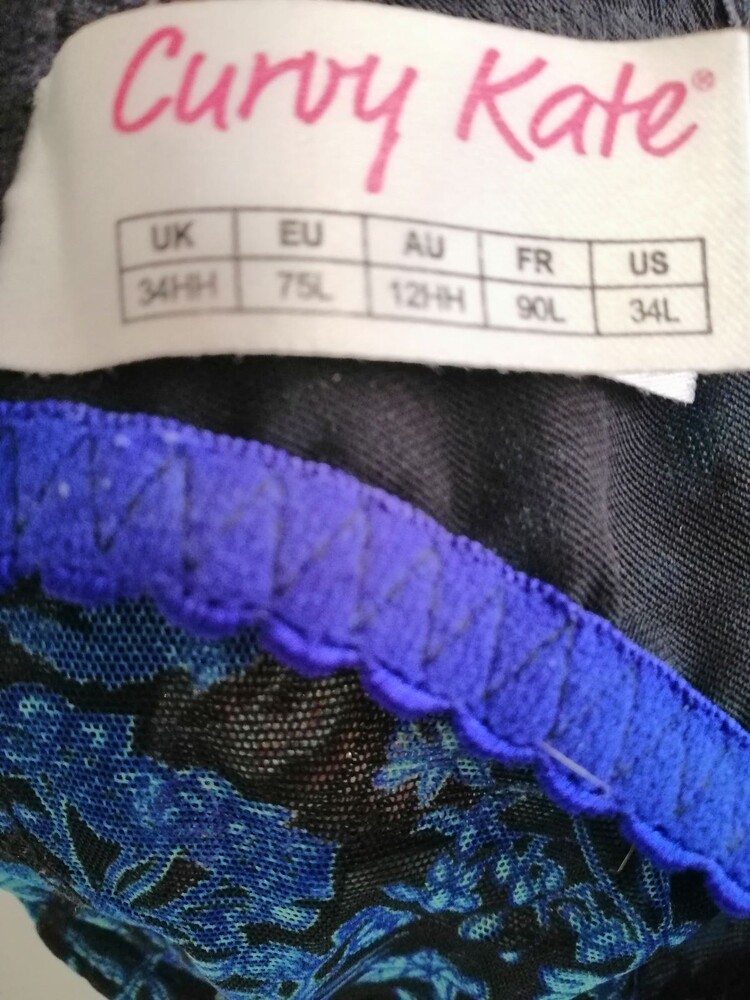 Curvy Kate®
UK EU AU FR US
34HH 75L 12HH 90L 34L